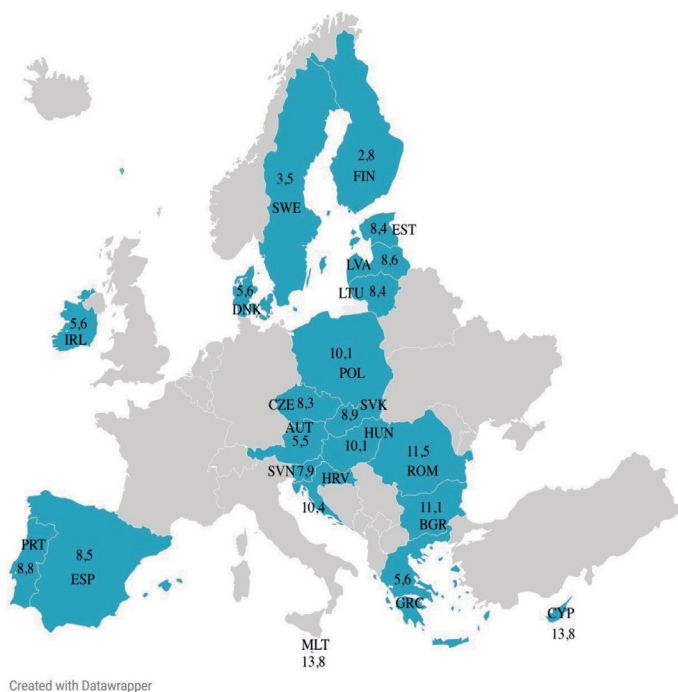 2,8
FIN
3,5
SWE
8,4 EST
LVA 8,6
LTU 8,4
5,6
DNK
5,6
IRL
10,1
POL
CZE 8,3
SVK
8,9
AUT
5,5
HUN
10,1
11,5
ROM
SVN 7,9
HRV
10,4
11,1
BGR
PRT
8,8
8,5
ESP
5,6
GRC
CYP
13,8
MLT
13,8
Created with Datawrapper